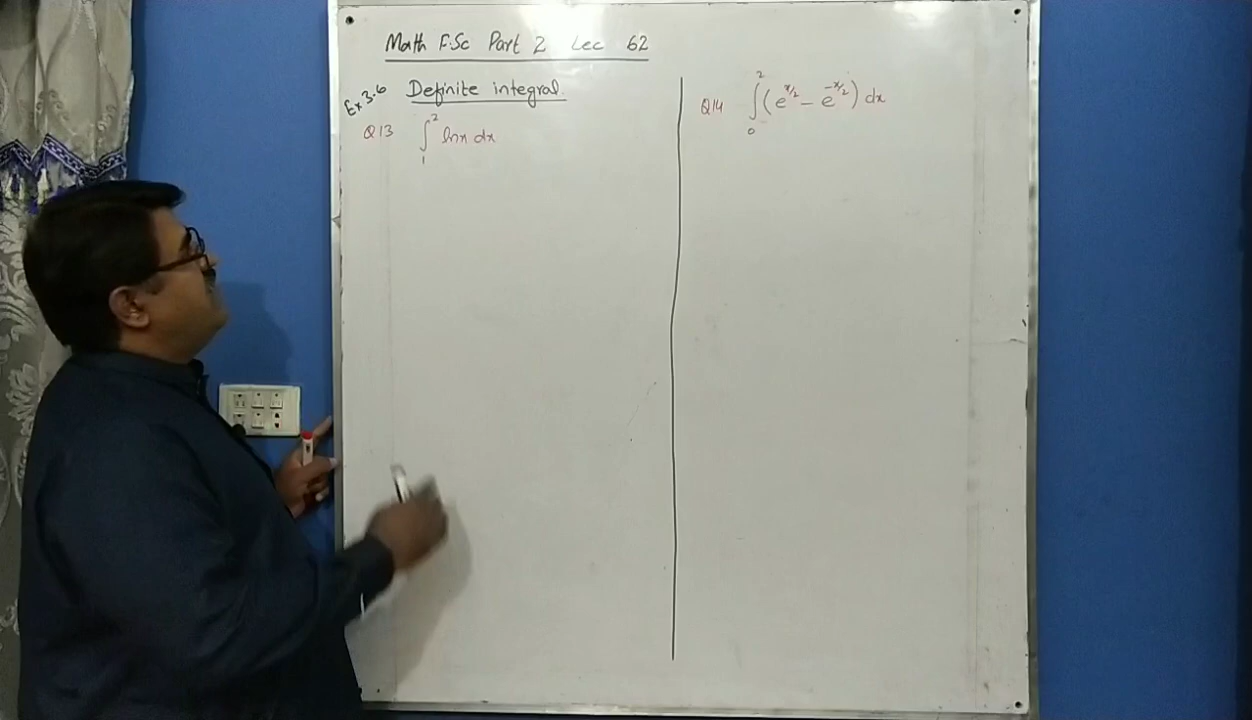 Math F.Sc Part 2 Lec 62
Ex 3.6 Definite integral.
Q13 ∫₁² lnx dx
Q14 ∫₀² (e^{x/2} − e^{−x/2}) dx